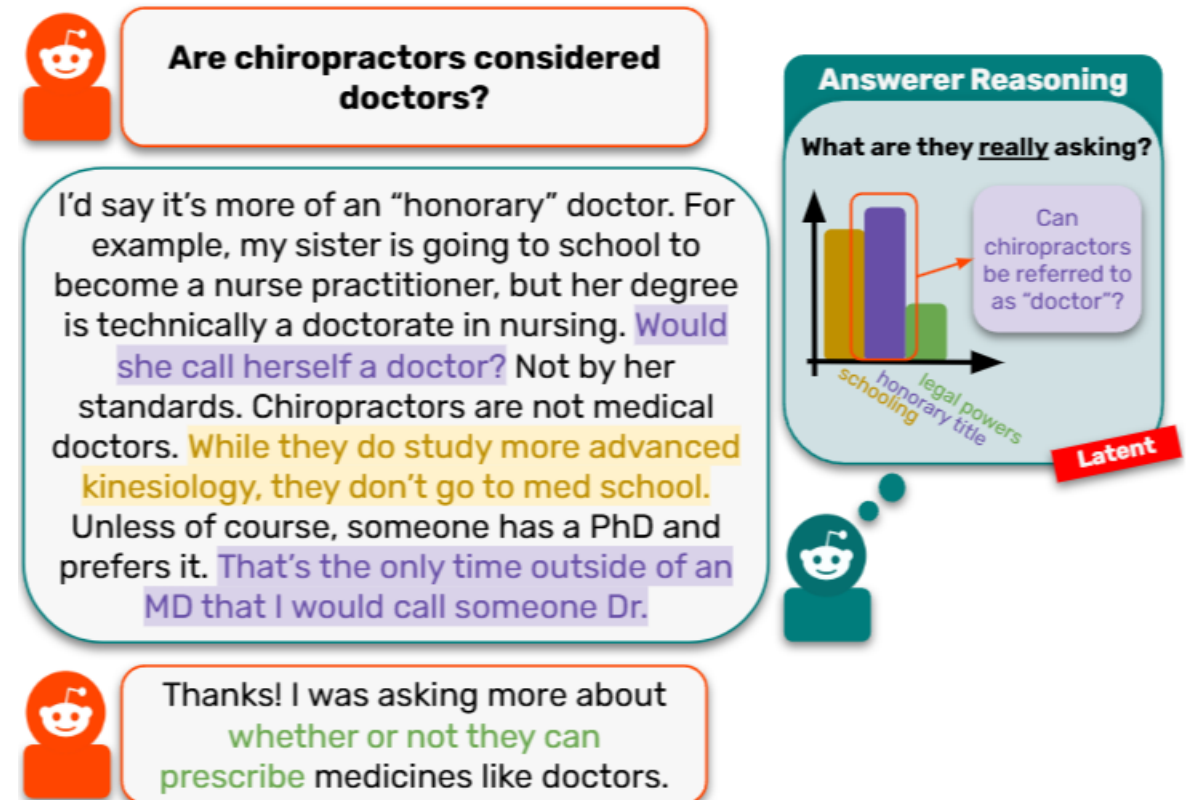 Are chiropractors considered
doctors?
I'd say it's more of an “honorary” doctor. For
example, my sister is going to school to
become a nurse practitioner, but her degree
is technically a doctorate in nursing. Would
she call herself a doctor? Not by her
standards. Chiropractors are not medical
doctors. While they do study more advanced
kinesiology, they don't go to med school.
Unless of course, someone has a PhD and
prefers it. That's the only time outside of an
MD that I would call someone Dr.
Thanks! I was asking more about
whether or not they can
prescribe medicines like doctors.
Answerer Reasoning
What are they really asking?
Can
chiropractors
be referred to
as “doctor”?
schooling
honorary title
legal powers
Latent